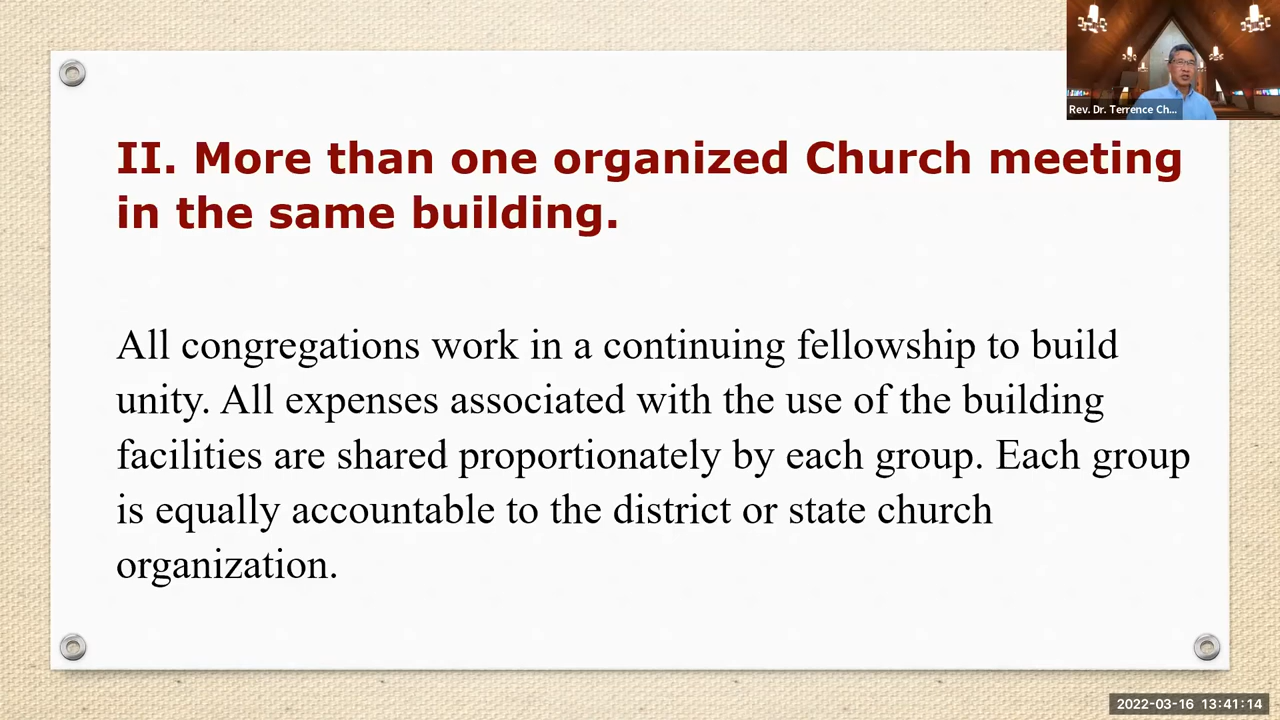 II. More than one organized Church meeting
in the same building.
All congregations work in a continuing fellowship to build
unity. All expenses associated with the use of the building
facilities are shared proportionately by each group. Each group
is equally accountable to the district or state church
organization.
Rev. Dr. Terrence Ch...
2022-03-16 13:41:14